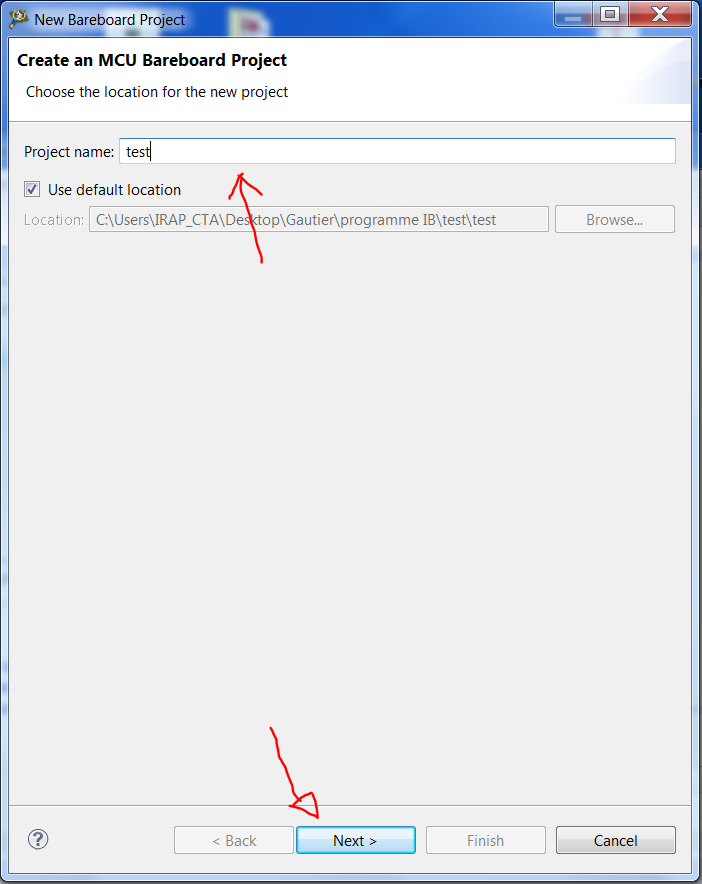 New Bareboard Project
Create an MCU Bareboard Project
Choose the location for the new project
Project name: test
Use default location
Location: C:\Users\IRAP_CTA\Desktop\Gautier\programme IB\test\test Browse...
? < Back Next > Finish Cancel